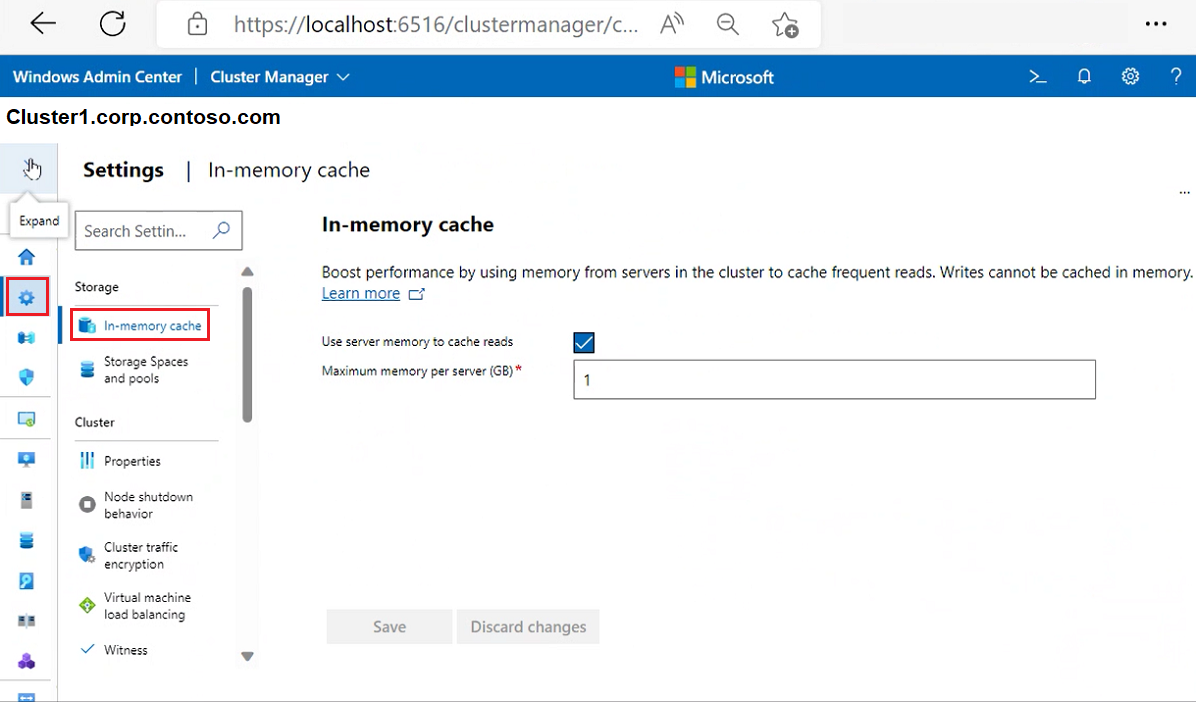 https://localhost:6516/clustermanager/c...
Windows Admin Center | Cluster Manager
Microsoft
Cluster1.corp.contoso.com
Settings | In-memory cache
Expand
Search Settin...
Storage
In-memory cache
Storage Spaces
and pools
Cluster
Properties
Node shutdown
behavior
Cluster traffic
encryption
Virtual machine
load balancing
Witness
In-memory cache
Boost performance by using memory from servers in the cluster to cache frequent reads. Writes cannot be cached in memory.
Learn more
Use server memory to cache reads
Maximum memory per server (GB)*
1
Save
Discard changes